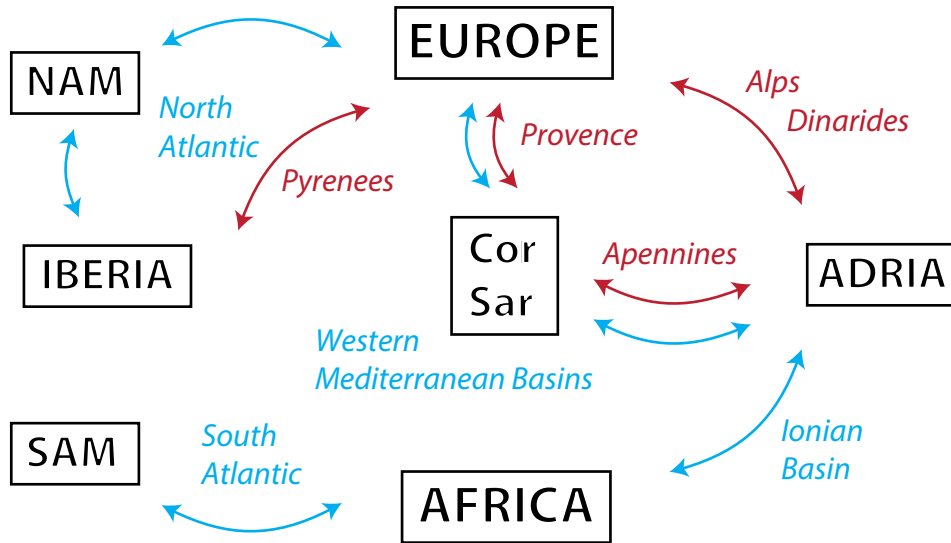 EUROPE
NAM
North
Atlantic
Alps
Dinarides
Provence
Pyrenees
IBERIA
Cor
Sar
Apennines
ADRIA
Western
Mediterranean Basins
SAM
South
Atlantic
Ionian
Basin
AFRICA